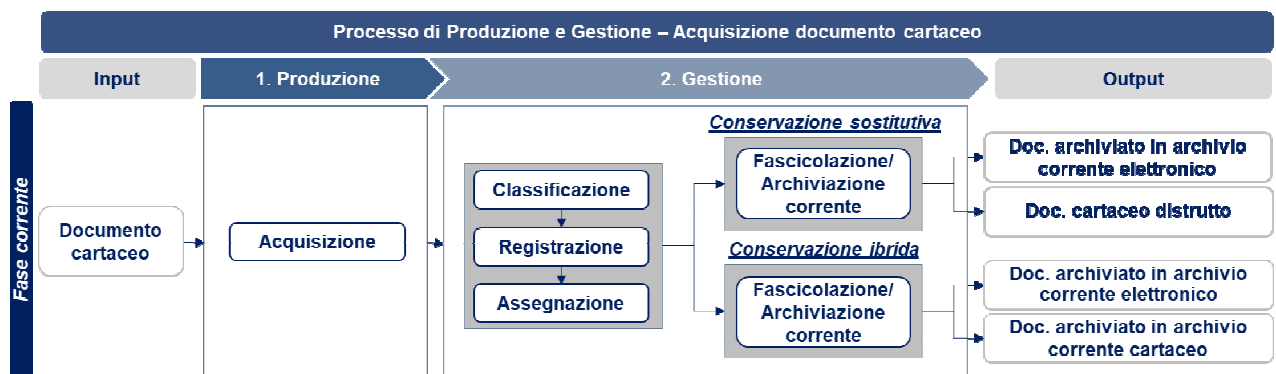 Processo di Produzione e Gestione – Acquisizione documento cartaceo
Input
1. Produzione
2. Gestione
Output
Fase corrente
Documento
cartaceo
Acquisizione
Classificazione
Registrazione
Assegnazione
Conservazione sostitutiva
Fascicolazione/
Archiviazione
corrente
Conservazione ibrida
Fascicolazione/
Archiviazione
corrente
Doc. archiviato in archivio
corrente elettronico
Doc. cartaceo distrutto
Doc. archiviato in archivio
corrente elettronico
Doc. archiviato in archivio
corrente cartaceo